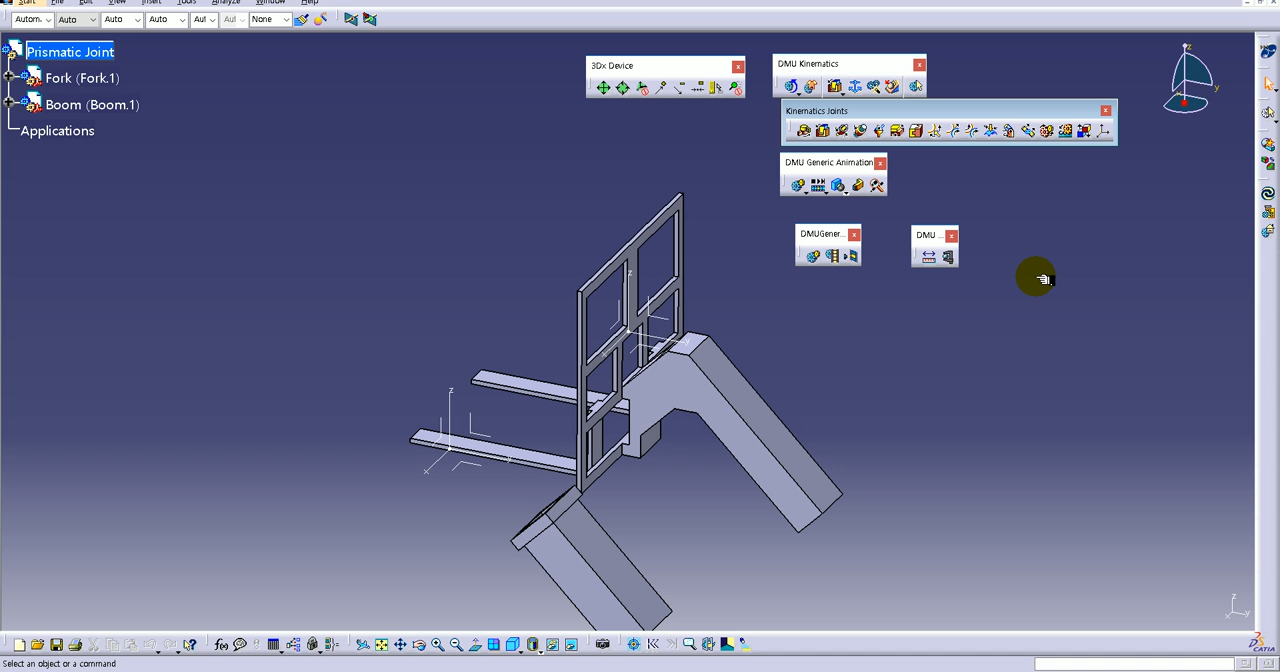 Start File Edit View Insert Tools Analyze Window Help
Autom. Auto Auto Auto Aut Aut None
Prismatic Joint
Fork (Fork.1)
Boom (Boom.1)
Applications
3Dx Device
DMU Kinematics
Kinematics Joints
DMU Generic Animation
DMUGener...
DMU ...
z
y
z
y
z
x
z
y
x
f(x)
CATIA
Select an object or a command